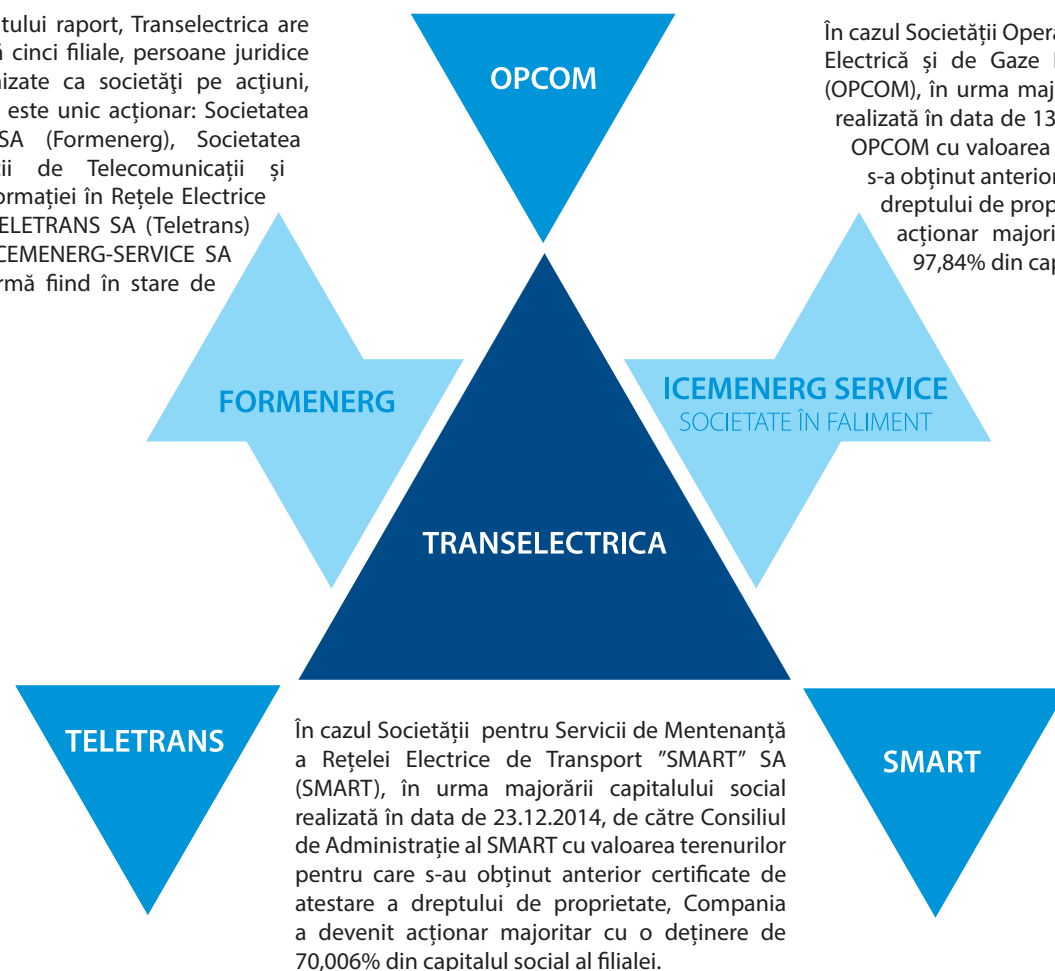 tului raport, Transelectrica are
ă cinci filiale, persoane juridice
nizate ca societăţi pe acţiuni,
este unic acționar: Societatea
SA (Formenerg), Societatea
ii de Telecomunicații și
ormației în Rețele Electrice
ELETRANS SA (Teletrans)
CEMENERG-SERVICE SA
rmă fiind în stare de
OPCOM
În cazul Societății Opera
Electrică și de Gaze
(OPCOM), în urma maj
realizată în data de 13
OPCOM cu valoarea
s-a obținut anterior
dreptului de prop
acționar majori
97,84% din cap
FORMENERG
ICEMENERG SERVICE
SOCIETATE ÎN FALIMENT
TRANSELECTRICA
TELETRANS
În cazul Societății pentru Servicii de Mentenanță
a Rețelei Electrice de Transport ”SMART” SA
(SMART), în urma majorării capitalului social
realizată în data de 23.12.2014, de către Consiliul
de Administrație al SMART cu valoarea terenurilor
pentru care s-au obținut anterior certificate de
atestare a dreptului de proprietate, Compania
a devenit acționar majoritar cu o deținere de
70,006% din capitalul social al filialei.
SMART